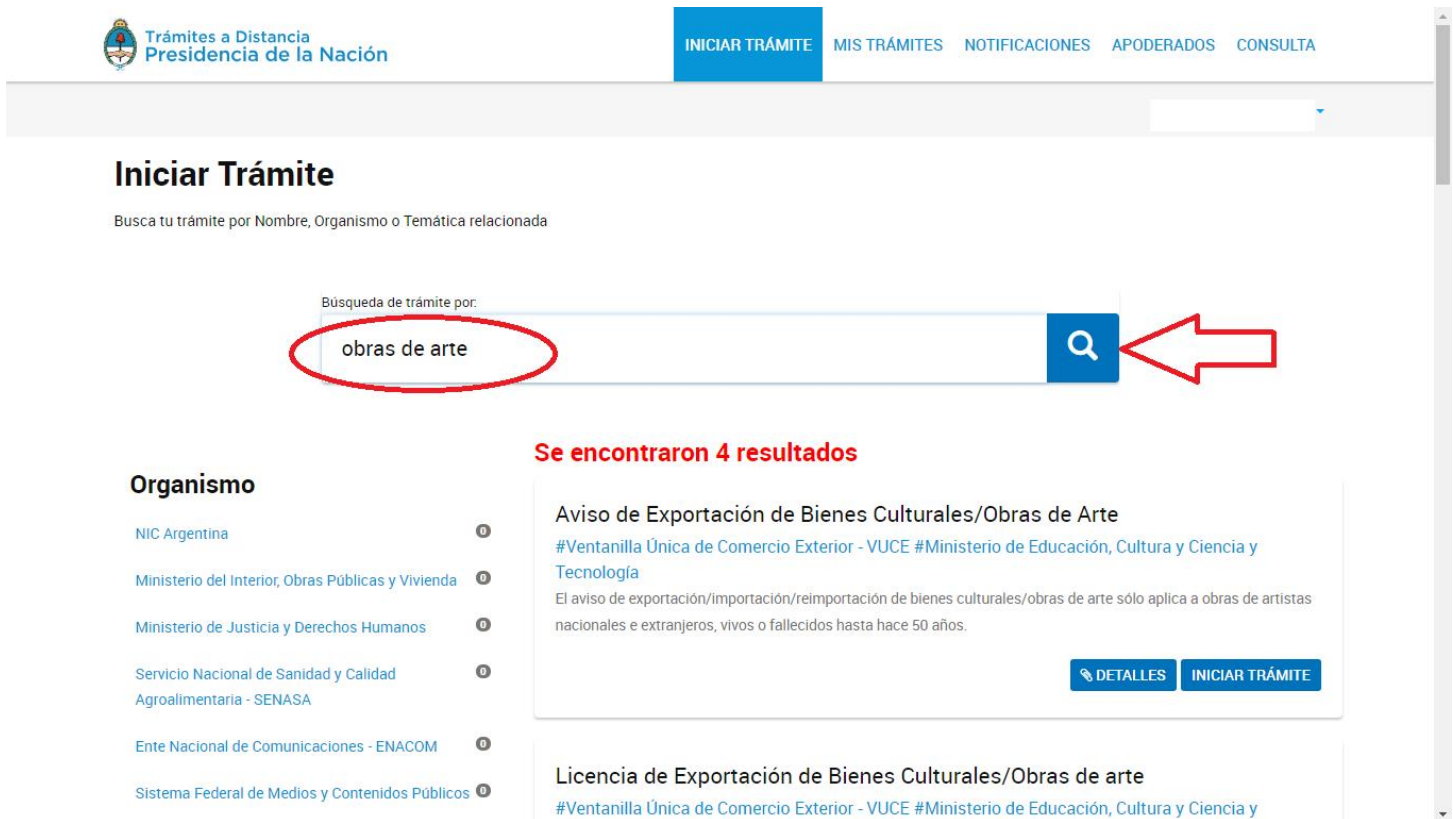 Trámites a Distancia
Presidencia de la Nación
INICIAR TRÁMITE MIS TRÁMITES NOTIFICACIONES APODERADOS CONSULTA
Iniciar Trámite
Busca tu trámite por Nombre, Organismo o Temática relacionada
Búsqueda de trámite por:
obras de arte
Se encontraron 4 resultados
Organismo
NIC Argentina 0
Ministerio del Interior, Obras Públicas y Vivienda 0
Ministerio de Justicia y Derechos Humanos 0
Servicio Nacional de Sanidad y Calidad 0
Agroalimentaria - SENASA
Ente Nacional de Comunicaciones - ENACOM 0
Sistema Federal de Medios y Contenidos Públicos 0
Aviso de Exportación de Bienes Culturales/Obras de Arte
#Ventanilla Única de Comercio Exterior - VUCE #Ministerio de Educación, Cultura y Ciencia y
Tecnología
El aviso de exportación/importación/reimportación de bienes culturales/obras de arte sólo aplica a obras de artistas
nacionales e extranjeros, vivos o fallecidos hasta hace 50 años.
DETALLES INICIAR TRÁMITE
Licencia de Exportación de Bienes Culturales/Obras de arte
#Ventanilla Única de Comercio Exterior - VUCE #Ministerio de Educación, Cultura y Ciencia y